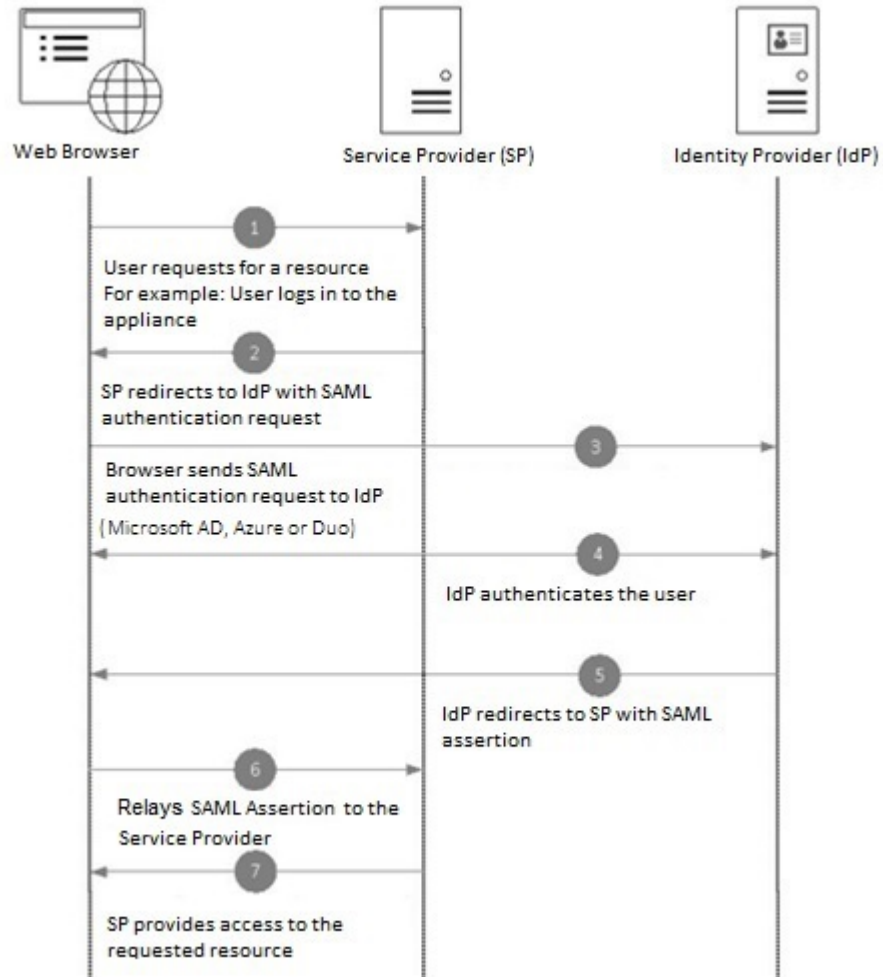 Web Browser
Service Provider (SP)
Identity Provider (IdP)
1
User requests for a resource
For example: User logs in to the
appliance
2
SP redirects to IdP with SAML
authentication request
3
Browser sends SAML
authentication request to IdP
(Microsoft AD, Azure or Duo)
4
IdP authenticates the user
5
IdP redirects to SP with SAML
assertion
6
Relays SAML Assertion to the
Service Provider
7
SP provides access to the
requested resource